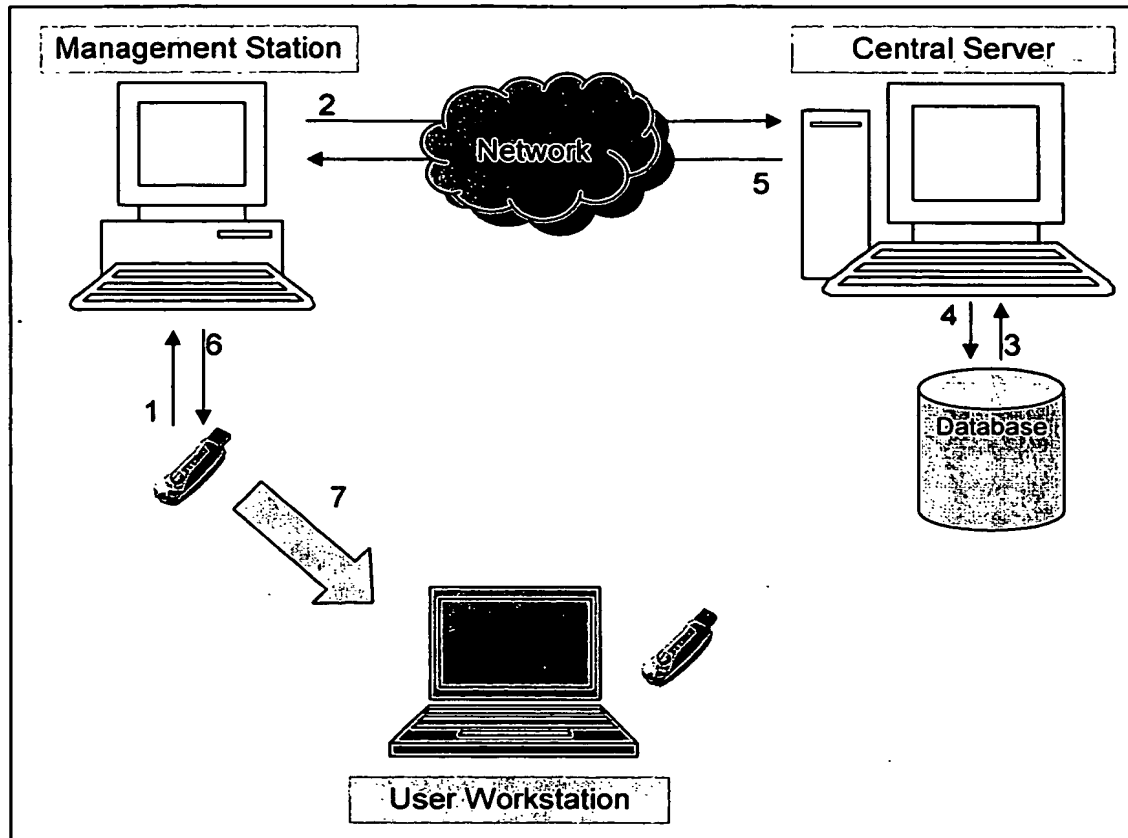 Management Station
Central Server
2
Network
5
4
3
6
1
Database
7
User Workstation